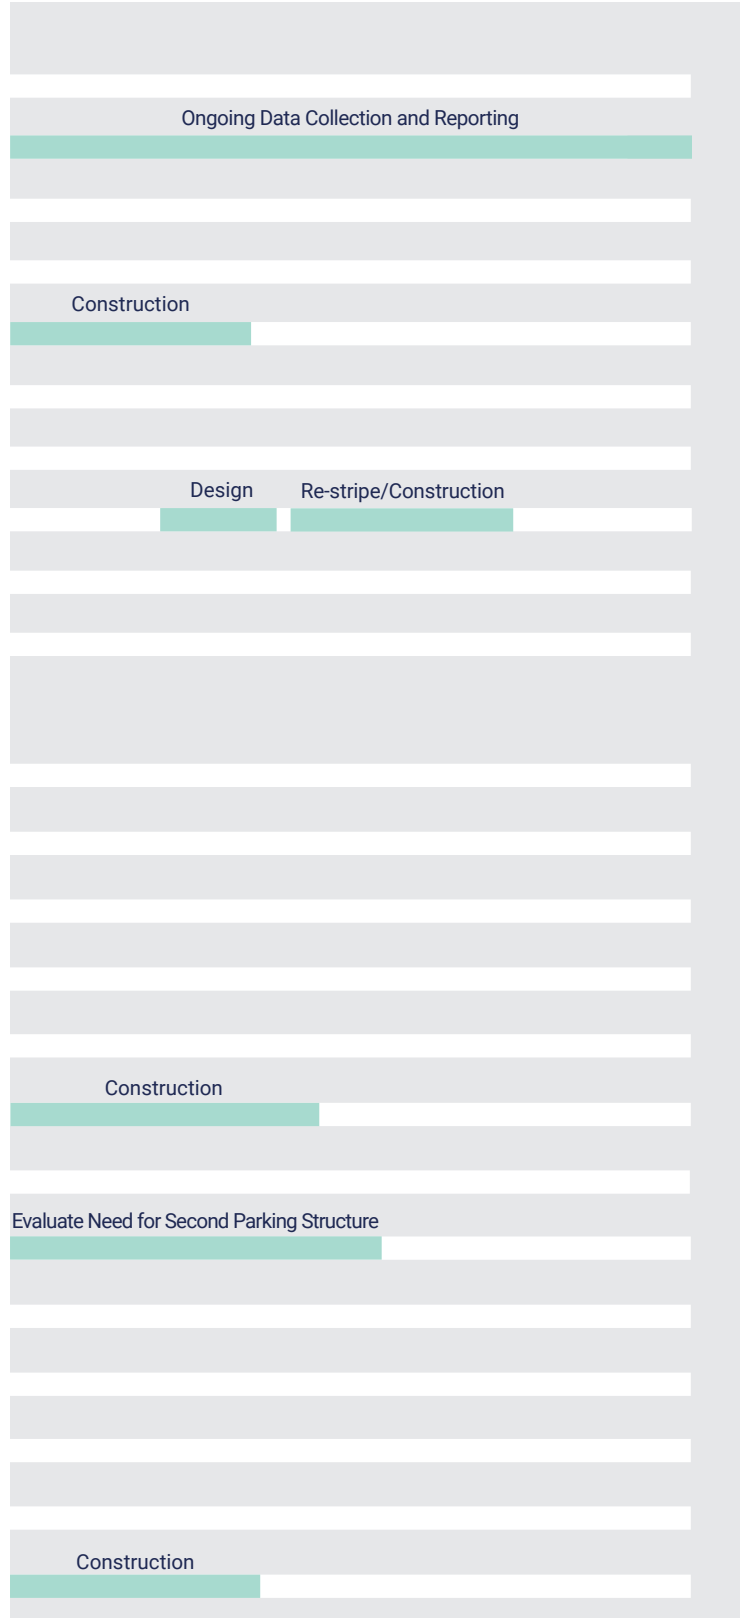 Ongoing Data Collection and Reporting
Construction
Design
Re-stripe/Construction
Construction
Evaluate Need for Second Parking Structure
Construction